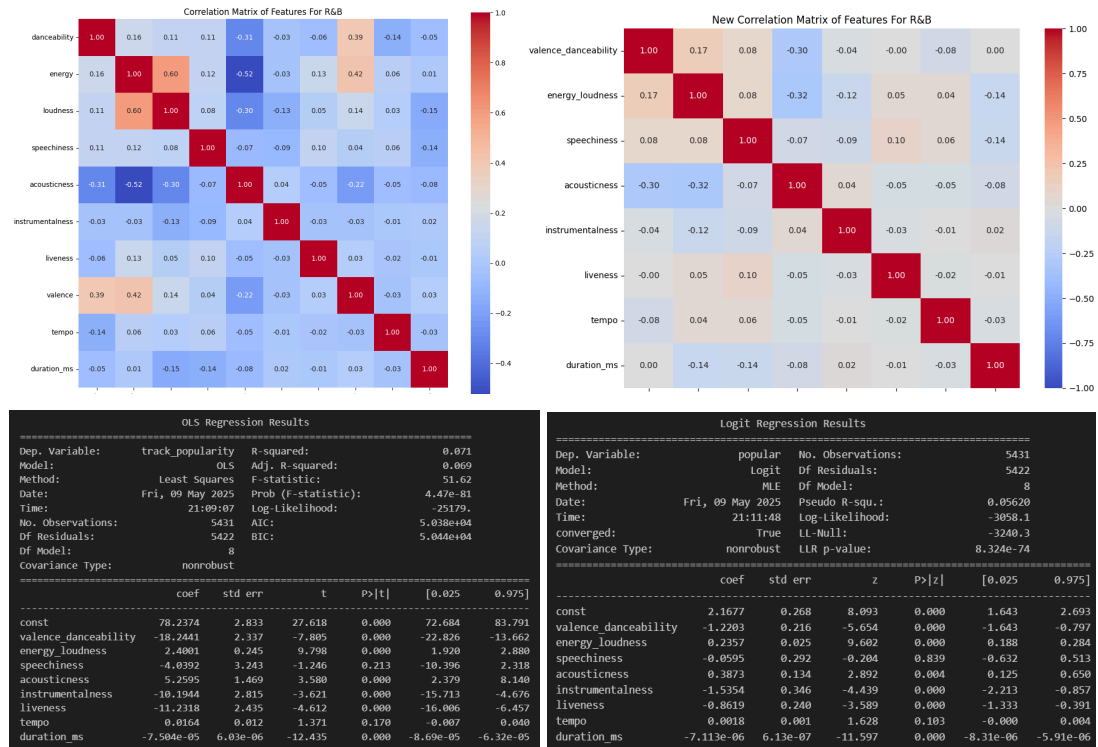 Correlation Matrix of Features For R&B
danceability 1.00 0.16 0.11 0.11 -0.31 -0.03 -0.06 0.39 -0.14 -0.05
energy 0.16 1.00 0.60 0.12 -0.52 -0.03 0.13 0.42 0.06 0.01
loudness 0.11 0.60 1.00 0.08 -0.30 -0.13 0.05 0.14 0.03 -0.15
speechiness 0.11 0.12 0.08 1.00 -0.07 -0.09 0.10 0.04 0.06 -0.14
acousticness -0.31 -0.52 -0.30 -0.07 1.00 0.04 -0.05 -0.22 -0.05 -0.08
instrumentalness -0.03 -0.03 -0.13 -0.09 0.04 1.00 -0.03 -0.03 -0.01 0.02
liveness -0.06 0.13 0.05 0.10 -0.05 -0.03 1.00 0.03 -0.02 -0.01
valence 0.39 0.42 0.14 0.04 -0.22 -0.03 0.03 1.00 -0.03 0.03
tempo -0.14 0.06 0.03 0.06 -0.05 -0.01 -0.02 -0.03 1.00 -0.03
duration_ms -0.05 0.01 -0.15 -0.14 -0.08 0.02 -0.01 0.03 -0.03 1.00
1.0
0.8
0.6
0.4
0.2
0.0
-0.2
-0.4
New Correlation Matrix of Features For R&B
valence_danceability 1.00 0.17 0.08 -0.30 -0.04 -0.00 -0.08 0.00
energy_loudness 0.17 1.00 0.08 -0.32 -0.12 0.05 0.04 -0.14
speechiness 0.08 0.08 1.00 -0.07 -0.09 0.10 0.06 -0.14
acousticness -0.30 -0.32 -0.07 1.00 0.04 -0.05 -0.05 -0.08
instrumentalness -0.04 -0.12 -0.09 0.04 1.00 -0.03 -0.01 0.02
liveness -0.00 0.05 0.10 -0.05 -0.03 1.00 -0.02 -0.01
tempo -0.08 0.04 0.06 -0.05 -0.01 -0.02 1.00 -0.03
duration_ms 0.00 -0.14 -0.14 -0.08 0.02 -0.01 -0.03 1.00
1.00
0.75
0.50
0.25
0.00
-0.25
-0.50
-0.75
-1.00
OLS Regression Results
Dep. Variable: track_popularity R-squared: 0.071
Model: OLS Adj. R-squared: 0.069
Method: Least Squares F-statistic: 51.62
Date: Fri, 09 May 2025 Prob (F-statistic): 4.47e-81
Time: 21:09:07 Log-Likelihood: -25179.
No. Observations: 5431 AIC: 5.038e+04
Df Residuals: 5422 BIC: 5.044e+04
Df Model: 8
Covariance Type: nonrobust
coef std err t P>|t| [0.025 0.975]
const 78.2374 2.833 27.618 0.000 72.684 83.791
valence_danceability -18.2441 2.337 -7.805 0.000 -22.826 -13.662
energy_loudness 2.4001 0.245 9.798 0.000 1.920 2.880
speechiness -4.0392 3.243 -1.246 0.213 -10.396 2.318
acousticness 5.2595 1.469 3.580 0.000 2.379 8.140
instrumentalness -10.1944 2.815 -3.621 0.000 -15.713 -4.676
liveness -11.2318 2.435 -4.612 0.000 -16.006 -6.457
tempo 0.0164 0.012 1.371 0.170 -0.007 0.040
duration_ms -7.504e-05 6.03e-06 -12.435 0.000 -8.69e-05 -6.32e-05
Logit Regression Results
Dep. Variable: popular No. Observations: 5431
Model: Logit Df Residuals: 5422
Method: MLE Df Model: 8
Date: Fri, 09 May 2025 Pseudo R-squ.: 0.05620
Time: 21:11:48 Log-Likelihood: -3058.1
converged: True LL-Null: -3240.3
Covariance Type: nonrobust LLR p-value: 8.324e-74
coef std err z P>|z| [0.025 0.975]
const 2.1677 0.268 8.093 0.000 1.643 2.693
valence_danceability -1.2203 0.216 -5.654 0.000 -1.643 -0.797
energy_loudness 0.2357 0.025 9.602 0.000 0.188 0.284
speechiness -0.0595 0.292 -0.204 0.839 -0.632 0.513
acousticness 0.3873 0.134 2.892 0.004 0.125 0.650
instrumentalness -1.5354 0.346 -4.439 0.000 -2.213 -0.857
liveness -0.8619 0.240 -3.589 0.000 -1.333 -0.391
tempo 0.0018 0.001 1.628 0.103 -0.000 0.004
duration_ms -7.113e-06 6.13e-07 -11.597 0.000 -8.31e-06 -5.91e-06